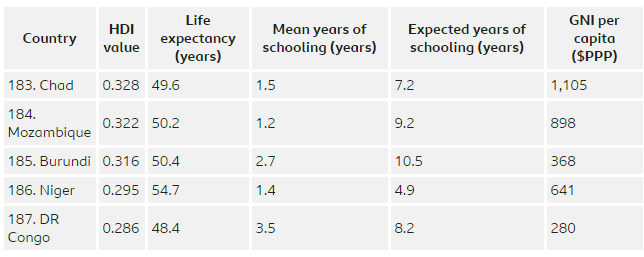 Country HDI value Life expectancy (years) Mean years of schooling (years) Expected years of schooling (years) GNI per capita ($PPP)
183. Chad 0.328 49.6 1.5 7.2 1,105
184. Mozambique 0.322 50.2 1.2 9.2 898
185. Burundi 0.316 50.4 2.7 10.5 368
186. Niger 0.295 54.7 1.4 4.9 641
187. DR Congo 0.286 48.4 3.5 8.2 280